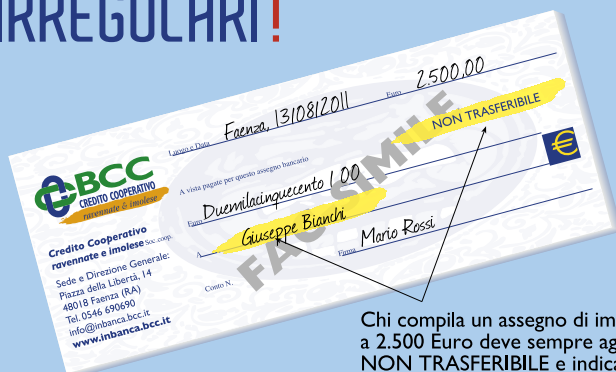 IRREGOLARI!
Faenza, 13/08/2011
Luogo e Data
Euro
2.500,00
NON TRASFERIBILE
BCC
CREDITO COOPERATIVO
ravennate & imolese
A vista pagate per questo assegno bancario
Euro
Duemilacinquecento / 00
A
Giuseppe Bianchi
Firma
Mario Rossi
Conto N.
FAC SIMILE
€
Credito Cooperativo
ravennate e imolese Soc.coop.
Sede e Direzione Generale:
Piazza della Libertà, 14
48018 Faenza (RA)
Tel. 0546 690690
info@inbanca.bcc.it
www.inbanca.bcc.it
Chi compila un assegno di im
a 2.500 Euro deve sempre ag
NON TRASFERIBILE e indica